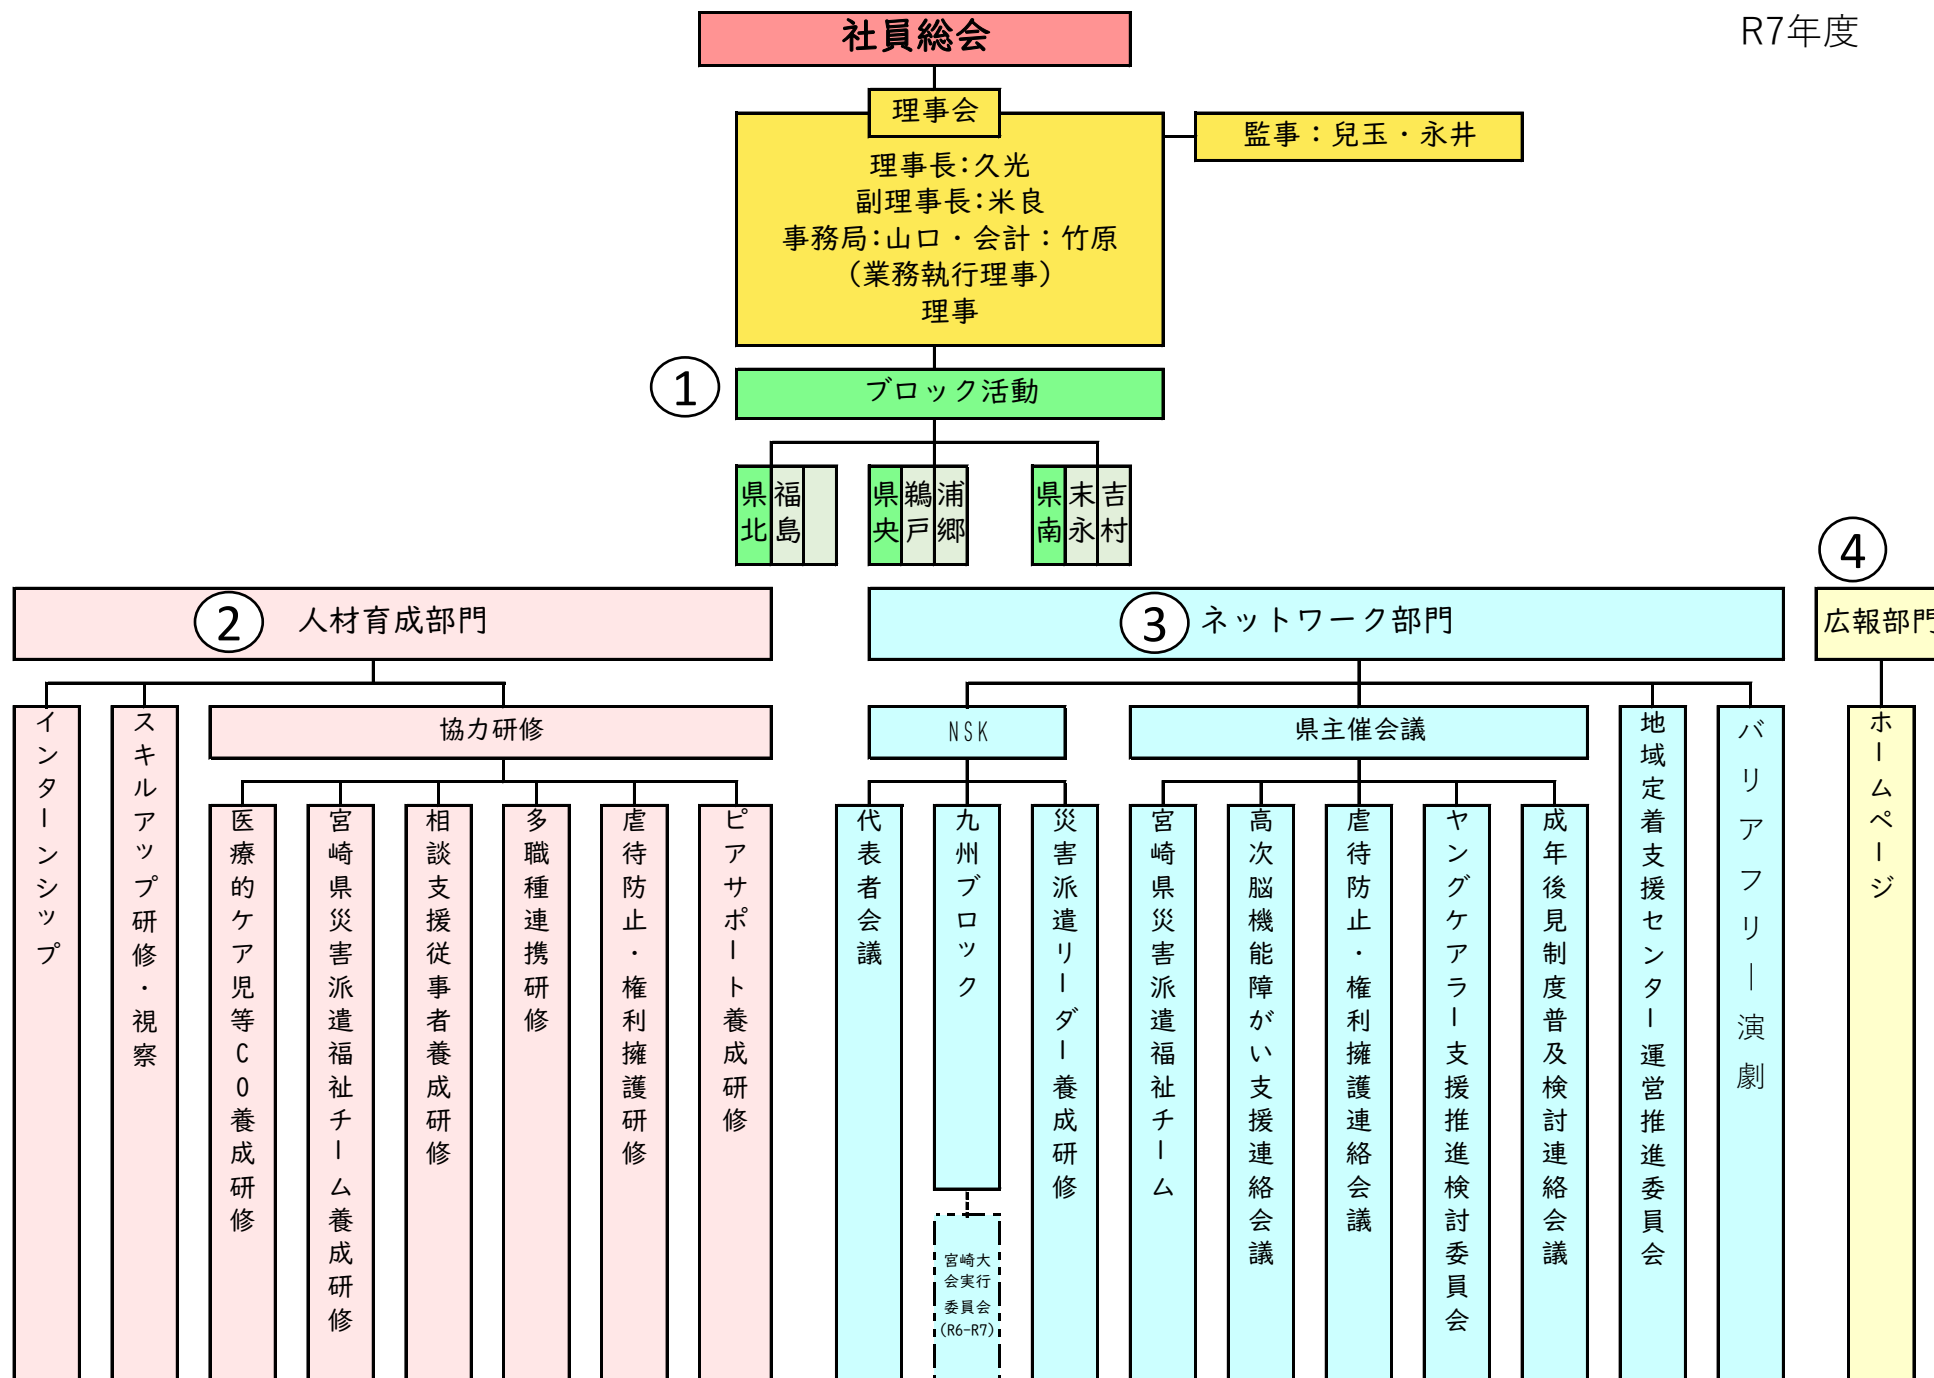 R7年度
社員総会
理事会
監事：兒玉・永井
理事長：久光
副理事長：米良
事務局：山口・会計：竹原
（業務執行理事）
理事
①
ブロック活動
県北
福島
県央
鵜戸
浦郷
県南
末永
吉村
② 人材育成部門
③ ネットワーク部門
④
広報部門
インターンシップ
スキルアップ研修・視察
協力研修
医療的ケア児等CO養成研修
宮崎県災害派遣福祉チーム養成研修
相談支援従事者養成研修
多職種連携研修
虐待防止・権利擁護研修
ピアサポート養成研修
NSK
代表者会議
九州ブロック
宮崎大
会実行
委員会
(R6-R7)
災害派遣リーダー養成研修
県主催会議
宮崎県災害派遣福祉チーム
高次脳機能障がい支援連絡会議
虐待防止・権利擁護連絡会議
ヤングケアラー支援推進検討委員会
成年後見制度普及検討連絡会議
地域定着支援センター運営推進委員会
バリアフリ―演劇
ホームページ